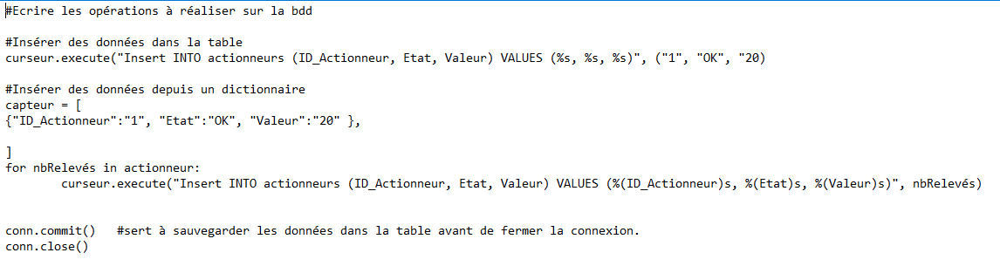 #Ecrire les opérations à réaliser sur la bdd
#Insérer des données dans la table
curseur.execute("Insert INTO actionneurs (ID_Actionneur, Etat, Valeur) VALUES (%s, %s, %s)", ("1", "OK", "20)
#Insérer des données depuis un dictionnaire
capteur = [
{"ID_Actionneur":"1", "Etat":"OK", "Valeur":"20" },
]
for nbRelevés in actionneur:
        curseur.execute("Insert INTO actionneurs (ID_Actionneur, Etat, Valeur) VALUES (%(ID_Actionneur)s, %(Etat)s, %(Valeur)s)", nbRelevés)
conn.commit()   #sert à sauvegarder les données dans la table avant de fermer la connexion.
conn.close()